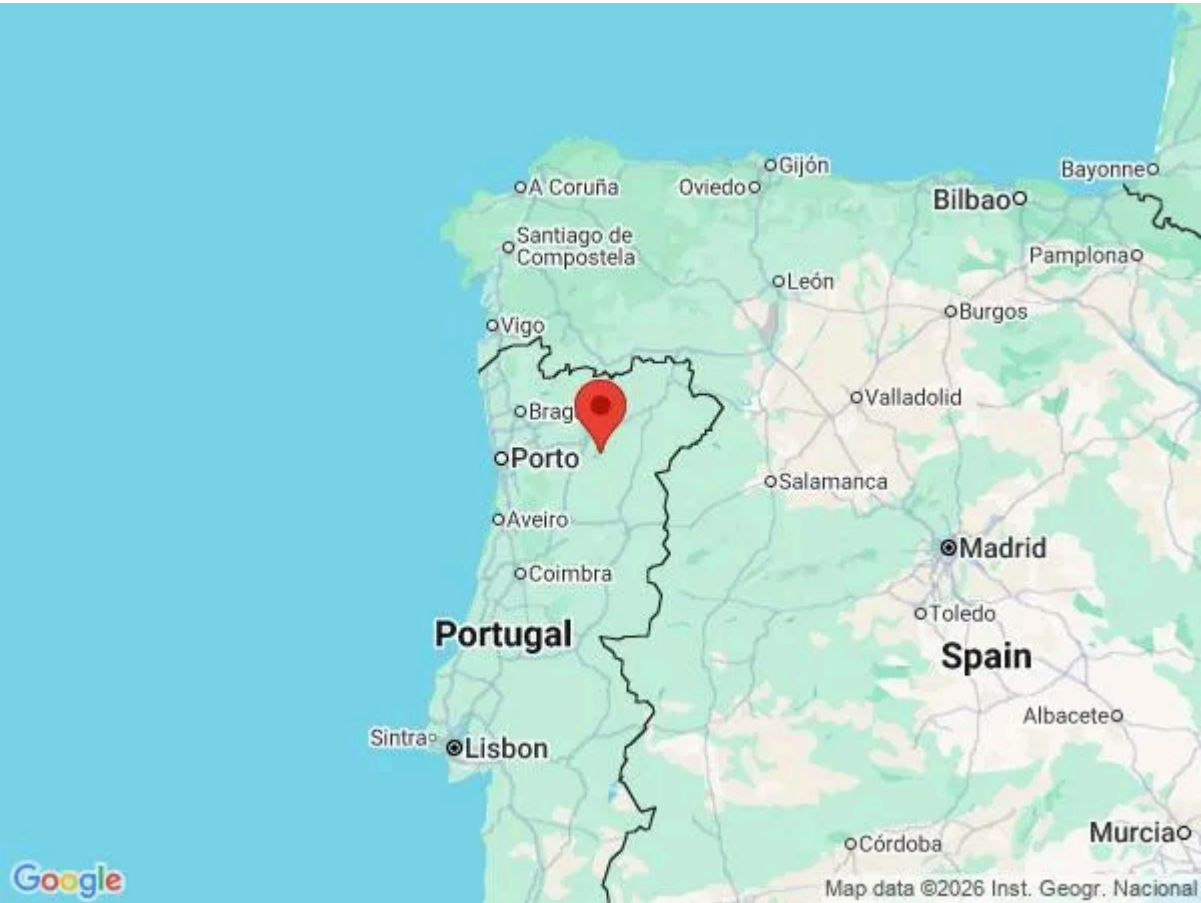 Gijón
Bayonne
A Coruña
Oviedo
Bilbao
Santiago de
Compostela
Pamplona
León
Burgos
Vigo
Valladolid
Brag
Porto
Salamanca
Aveiro
Madrid
Coimbra
Toledo
Portugal
Spain
Albacete
Sintra
Lisbon
Murcia
Córdoba
Google
Map data ©2026 Inst. Geogr. Nacional